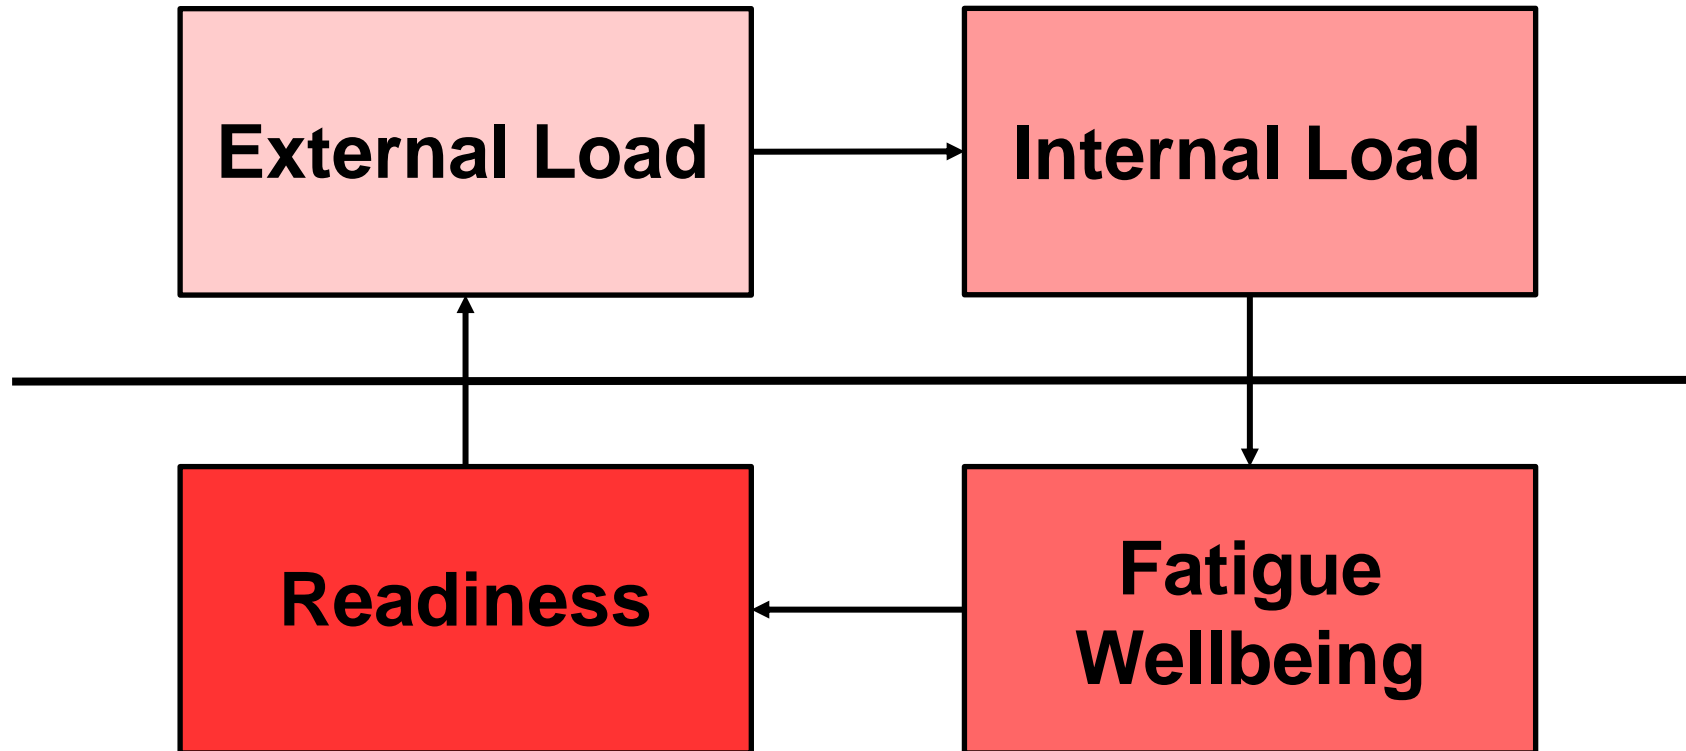 External Load
Internal Load
Readiness
Fatigue
Wellbeing